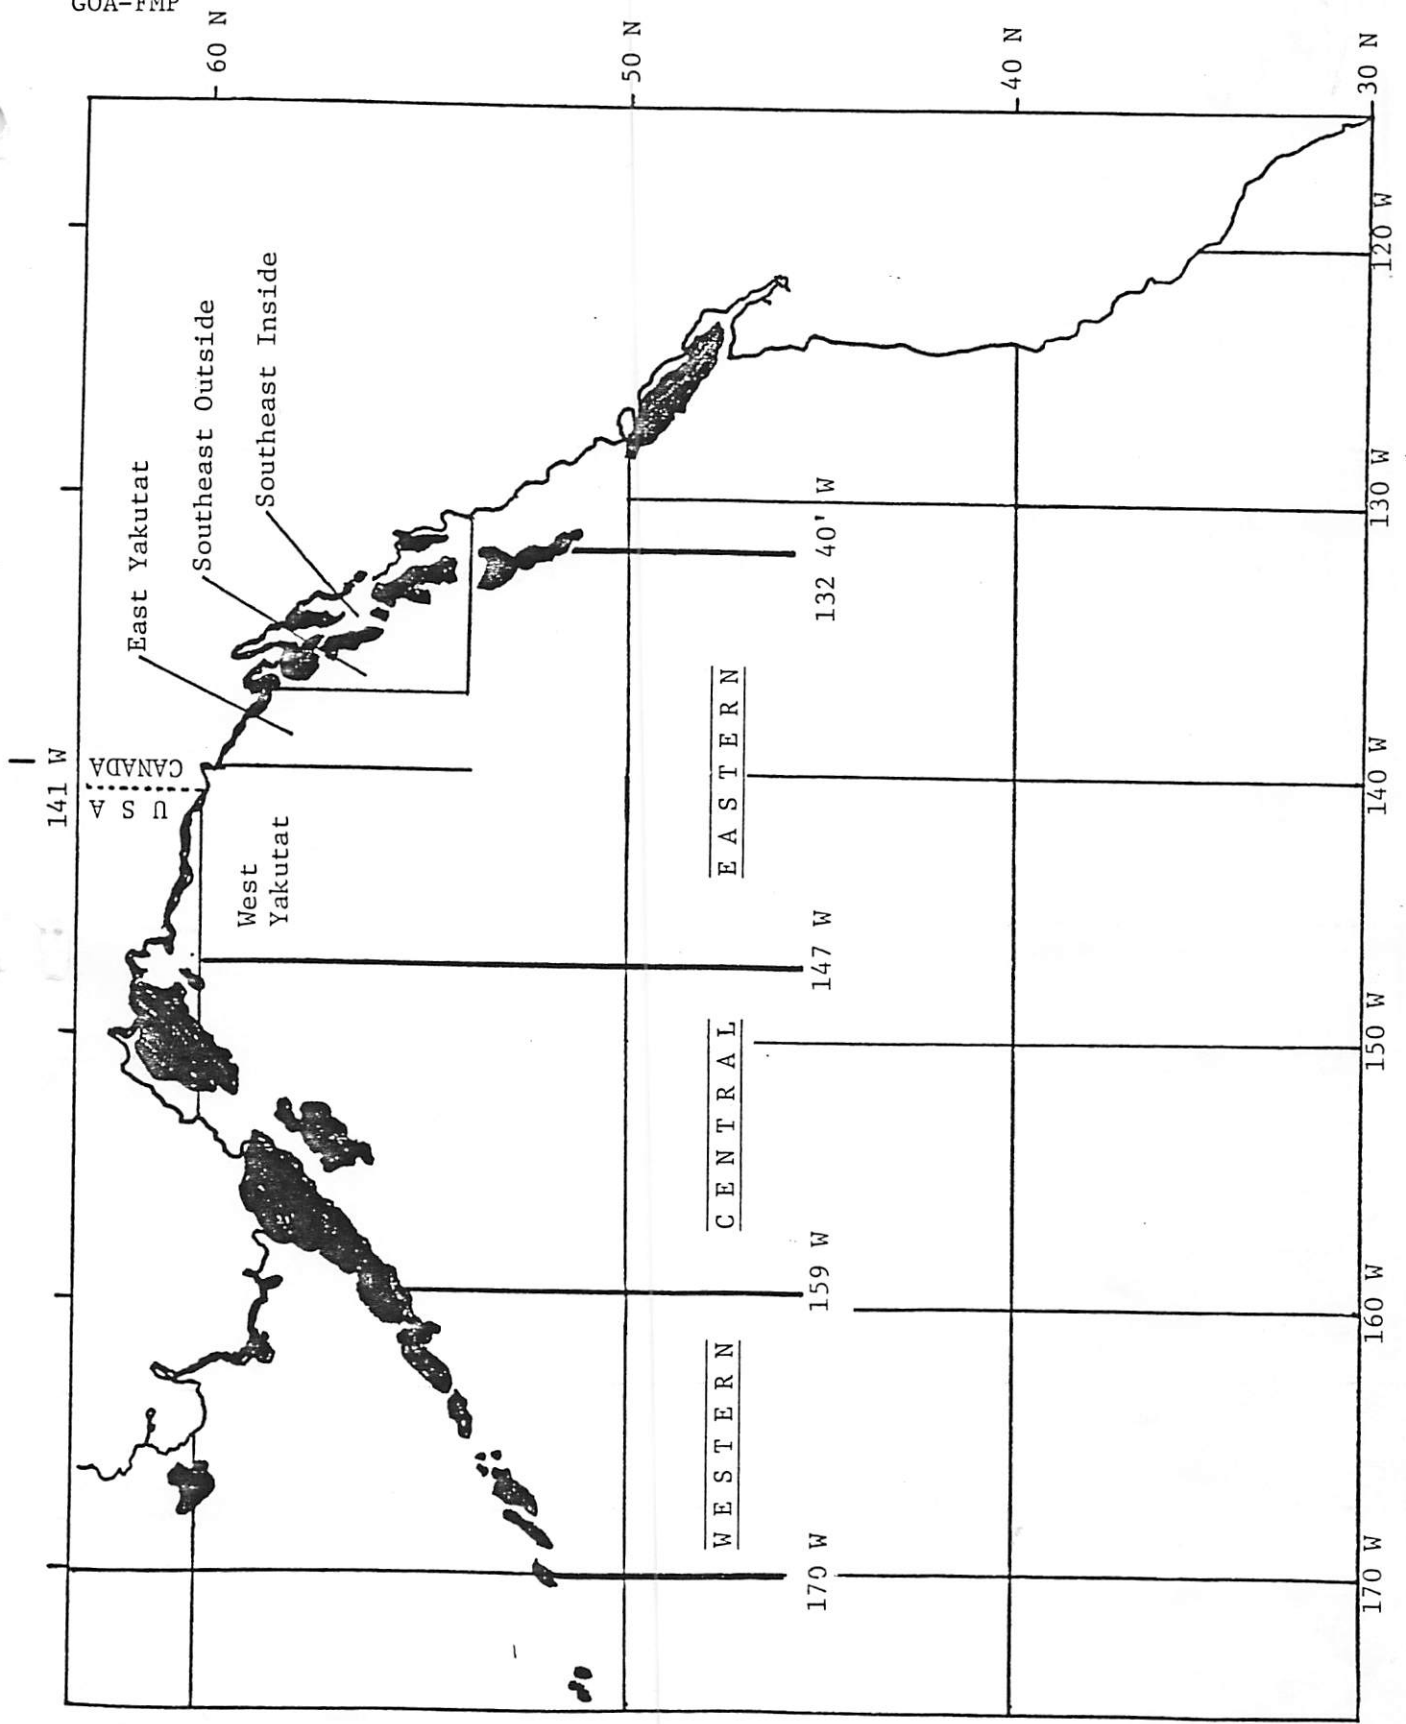 GOA-FMP
60 N
50 N
40 N
30 N
141 W
U S A
CANADA
East Yakutat
Southeast Outside
Southeast Inside
West
Yakutat
WESTERN
CENTRAL
EASTERN
170 W
159 W
147 W
132 40' W
170 W
160 W
150 W
140 W
130 W
120 W